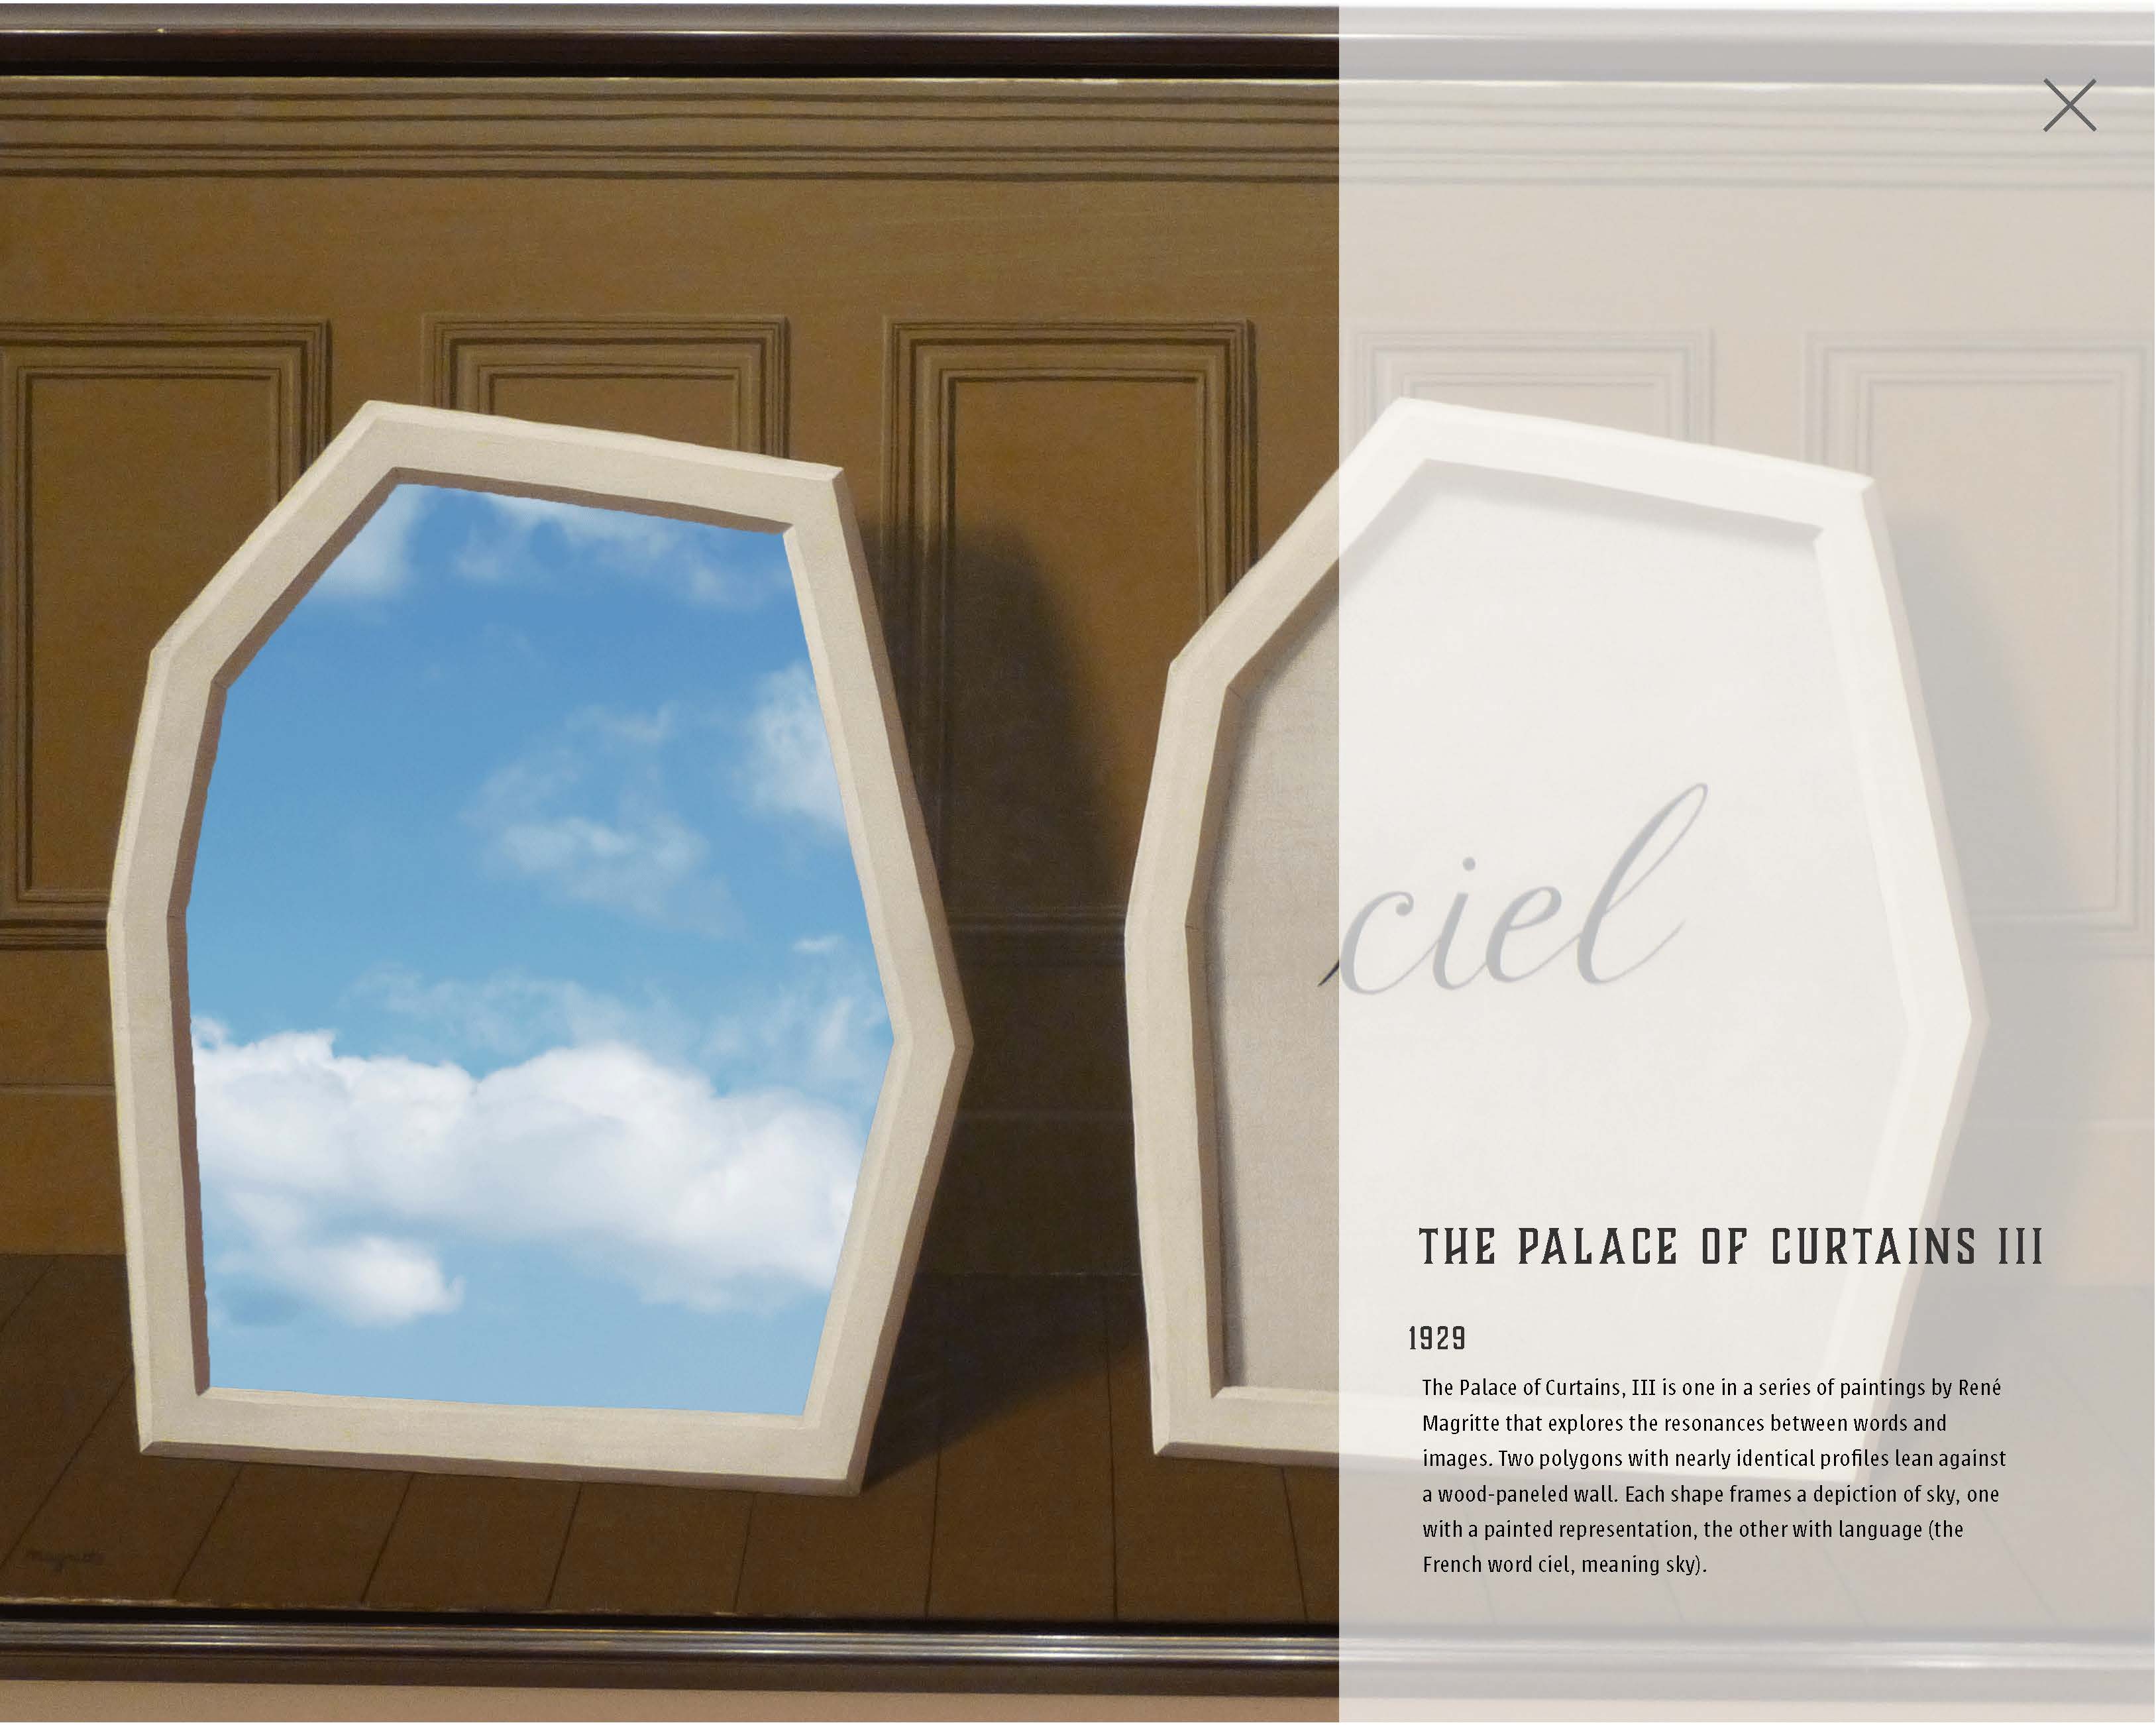 ciel
THE PALACE OF CURTAINS III
1929
The Palace of Curtains, III is one in a series of paintings by René
Magritte that explores the resonances between words and
images. Two polygons with nearly identical profiles lean against
a wood-paneled wall. Each shape frames a depiction of sky, one
with a painted representation, the other with language (the
French word ciel, meaning sky).
magritte